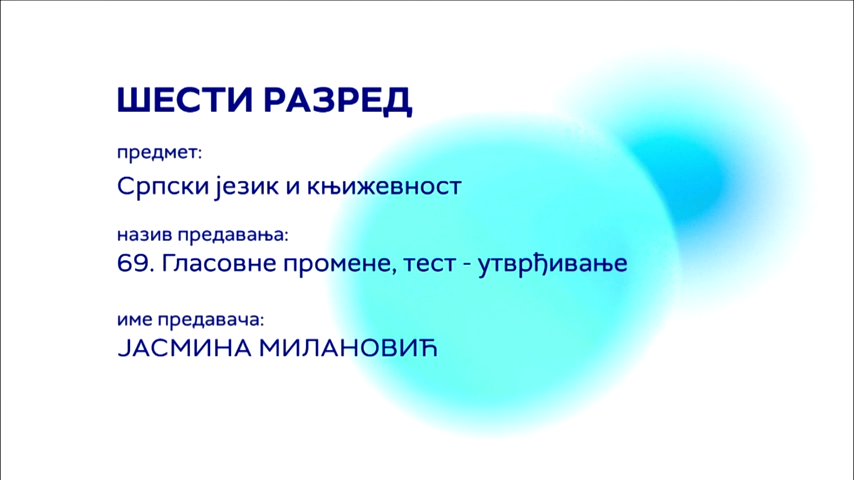 ШЕСТИ РАЗРЕД
предмет:
Српски језик и књижевност
назив предавања:
69. Гласовне промене, тест - утврђивање
име предавача:
ЈАСМИНА МИЛАНОВИЋ